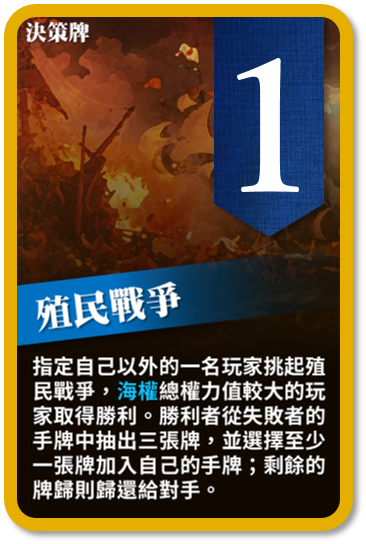 決策牌
1
殖民戰爭
指定自己以外的一名玩家挑起殖
民戰爭，海權總權力值較大的玩
家取得勝利。勝利者從失敗者的
手牌中抽出三張牌，並選擇至少
一張牌加入自己的手牌；剩餘的
牌歸則歸還給對手。